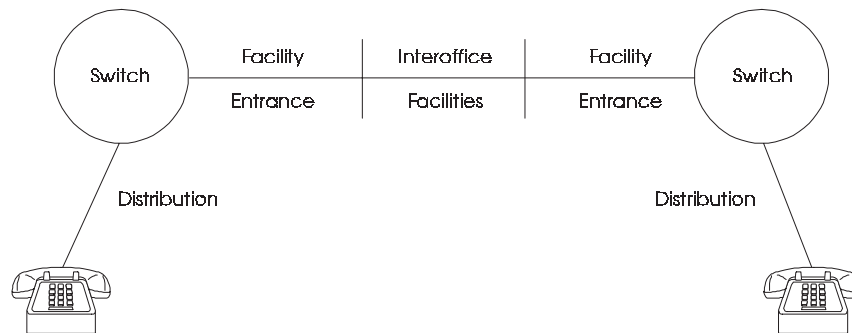 Facility Interoffice Facility
Switch Switch
Entrance Facilities Entrance
Distribution Distribution